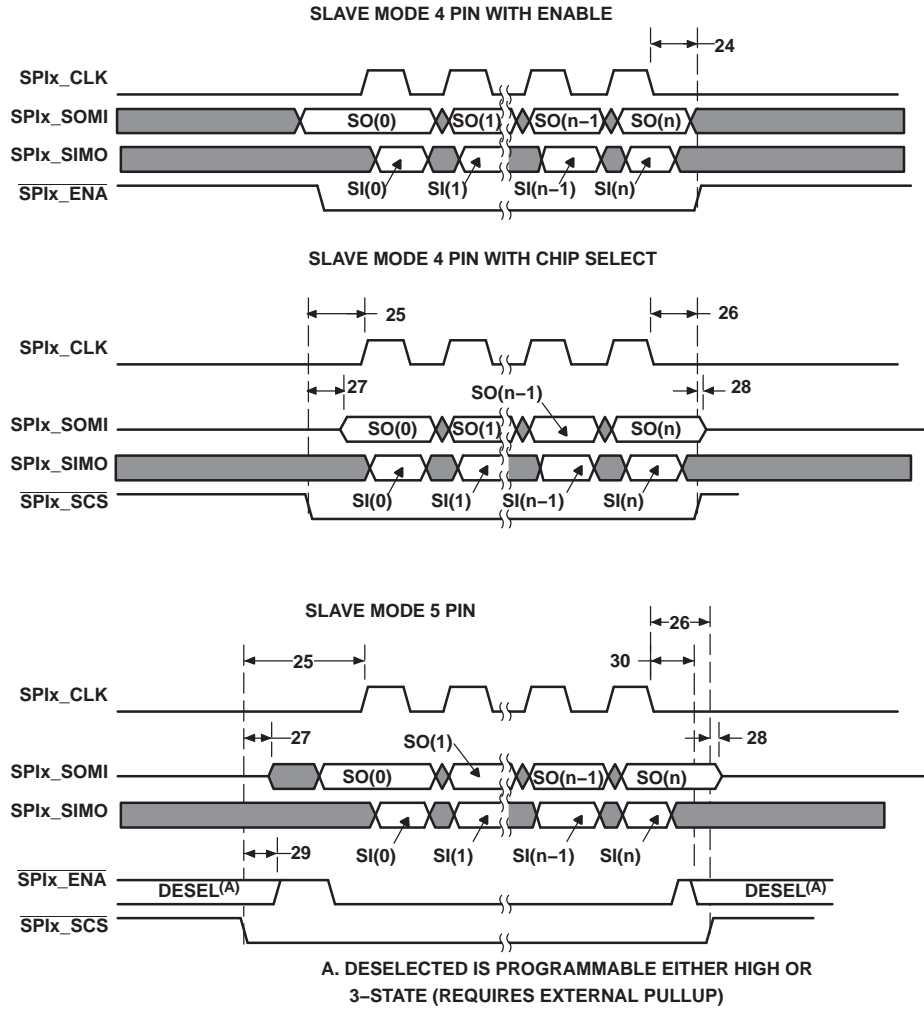 SLAVE MODE 4 PIN WITH ENABLE
24
SPIx_CLK
SPIx_SOMI
SO(0) SO(1) SO(n−1) SO(n)
SPIx_SIMO
SI(0) SI(1) SI(n−1) SI(n)
SPIx_ENA
SLAVE MODE 4 PIN WITH CHIP SELECT
25 26
SPIx_CLK
27 28
SO(n−1)
SPIx_SOMI
SO(0) SO(1) SO(n)
SPIx_SIMO
SI(0) SI(1) SI(n−1) SI(n)
SPIx_SCS
SLAVE MODE 5 PIN
26
25 30
SPIx_CLK
27 SO(1) 28
SPIx_SOMI
SO(0) SO(n−1) SO(n)
SPIx_SIMO
29 SI(0) SI(1) SI(n−1) SI(n)
SPIx_ENA
DESEL(A) DESEL(A)
SPIx_SCS
A. DESELECTED IS PROGRAMMABLE EITHER HIGH OR
3−STATE (REQUIRES EXTERNAL PULLUP)